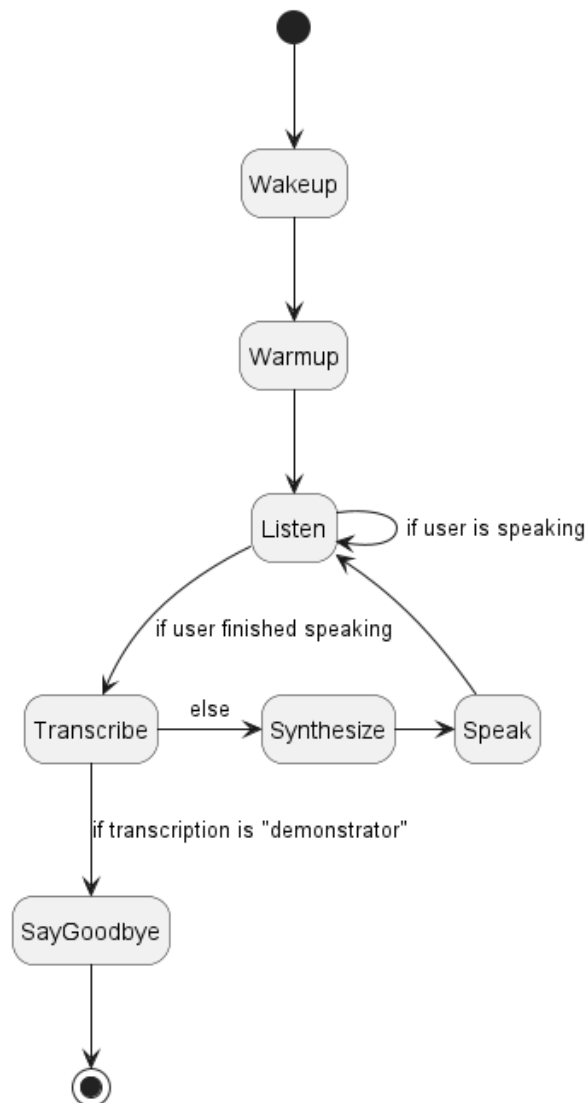 Wakeup
Warmup
Listen
if user is speaking
if user finished speaking
Transcribe
else
Synthesize
Speak
if transcription is "demonstrator"
SayGoodbye